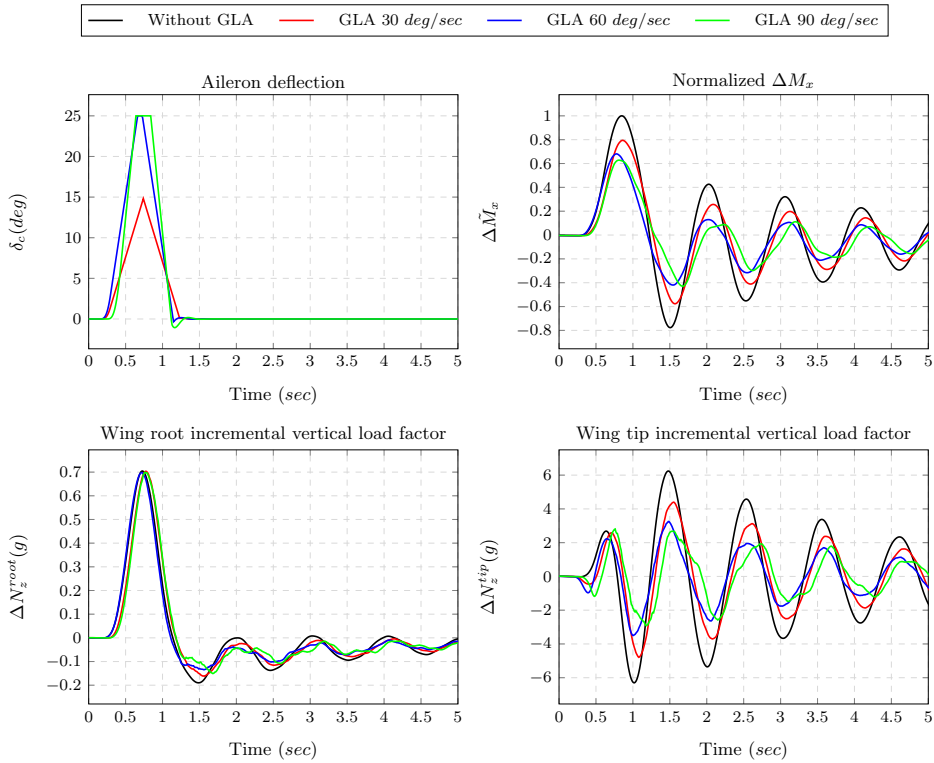 Without GLA GLA 30 deg/sec GLA 60 deg/sec GLA 90 deg/sec
Aileron deflection
25
20
15
10
5
0
δc(deg)
0 0.5 1 1.5 2 2.5 3 3.5 4 4.5 5
Time (sec)
Normalized ΔMx
1
0.8
0.6
0.4
0.2
0
−0.2
−0.4
−0.6
−0.8
ΔM̃x
0 0.5 1 1.5 2 2.5 3 3.5 4 4.5 5
Time (sec)
Wing root incremental vertical load factor
0.7
0.6
0.5
0.4
0.3
0.2
0.1
0
−0.1
−0.2
ΔNz^root(g)
0 0.5 1 1.5 2 2.5 3 3.5 4 4.5 5
Time (sec)
Wing tip incremental vertical load factor
6
4
2
0
−2
−4
−6
ΔNz^tip(g)
0 0.5 1 1.5 2 2.5 3 3.5 4 4.5 5
Time (sec)